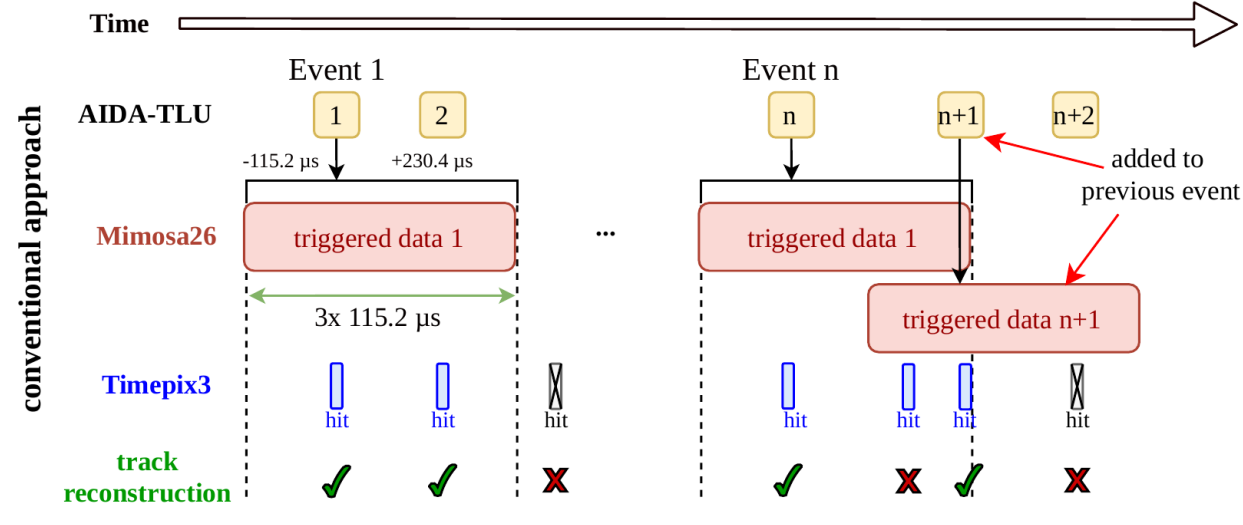 Time
Event 1
Event n
conventional approach
AIDA-TLU
1
2
n
n+1
n+2
-115.2 µs
+230.4 µs
added to
previous event
Mimosa26
triggered data 1
...
triggered data 1
triggered data n+1
3x 115.2 µs
Timepix3
hit
hit
hit
hit
hit
hit
hit
track
reconstruction